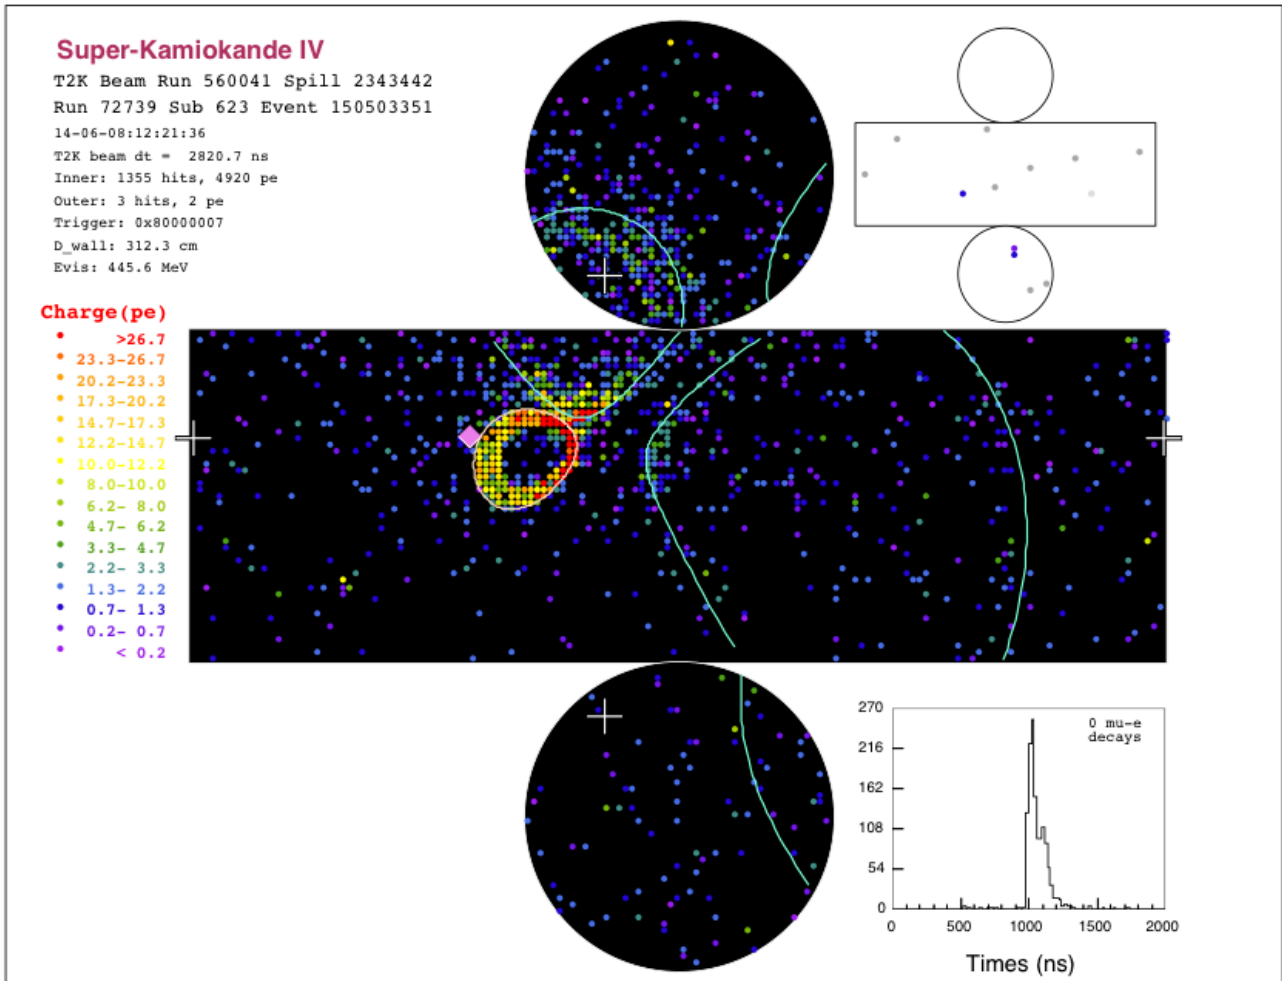 Super-Kamiokande IV
T2K Beam Run 560041 Spill 2343442
Run 72739 Sub 623 Event 150503351
14-06-08:12:21:36
T2K beam dt = 2820.7 ns
Inner: 1355 hits, 4920 pe
Outer: 3 hits, 2 pe
Trigger: 0x80000007
D_wall: 312.3 cm
Evis: 445.6 MeV
Charge(pe)
>26.7
23.3-26.7
20.2-23.3
17.3-20.2
14.7-17.3
12.2-14.7
10.0-12.2
8.0-10.0
6.2- 8.0
4.7- 6.2
3.3- 4.7
2.2- 3.3
1.3- 2.2
0.7- 1.3
0.2- 0.7
< 0.2
0 mu-e
decays
270
216
162
108
54
0
0 500 1000 1500 2000
Times (ns)